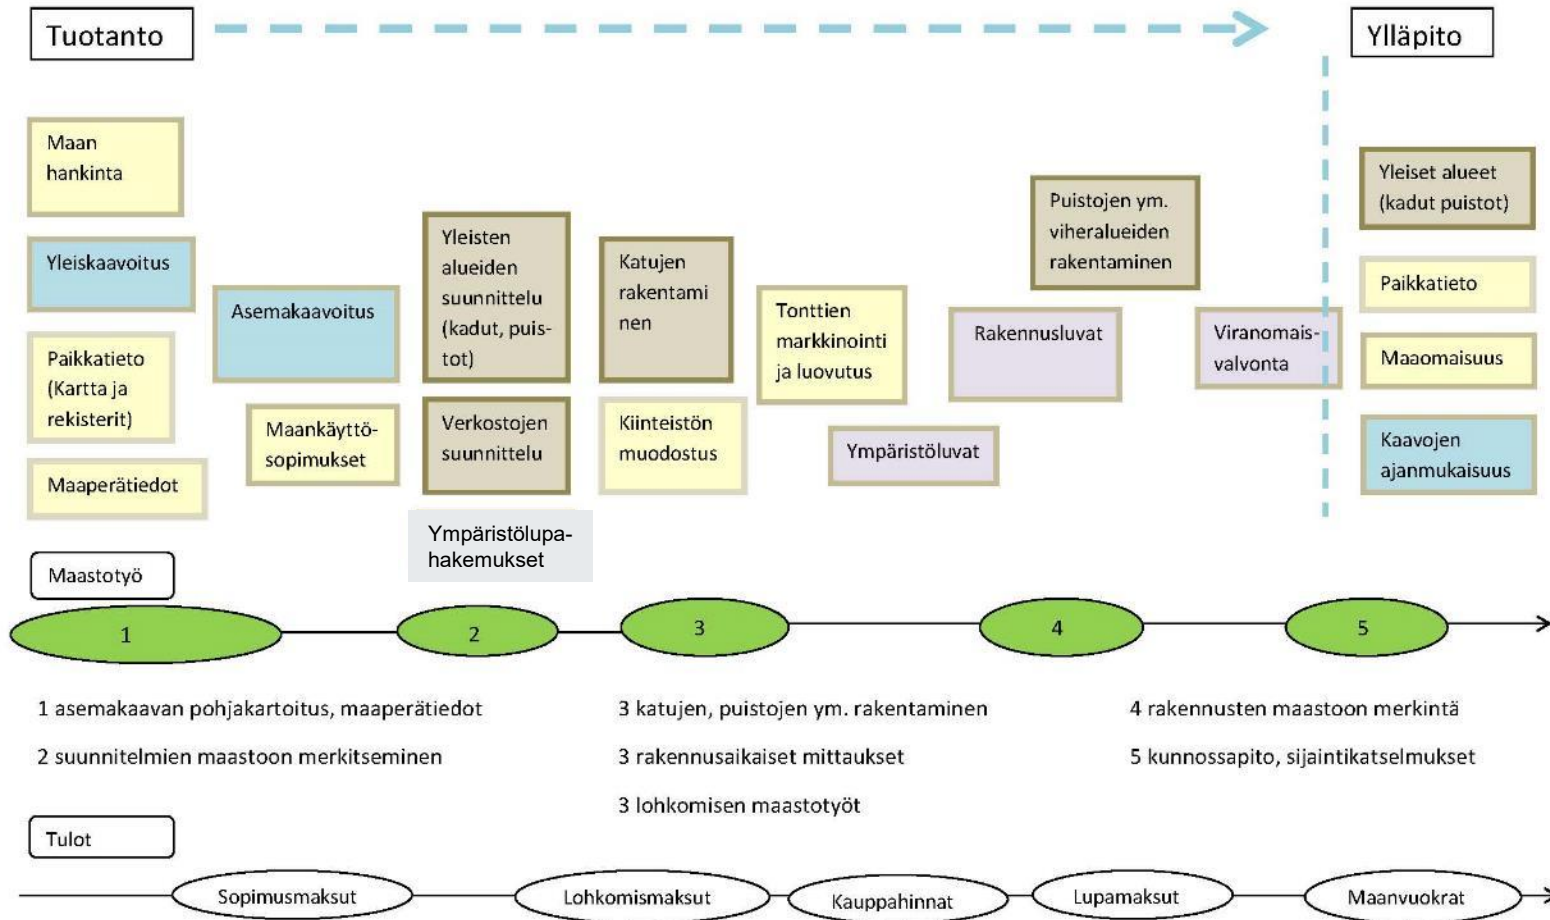 Tuotanto
Ylläpito
Maan
hankinta
Yleiskaavoitus
Paikkatieto
(Kartta ja
rekisterit)
Maaperätiedot
Asemakaavoitus
Maankäyttö-
sopimukset
Yleisten
alueiden
suunnittelu
(kadut, puis-
tot)
Verkostojen
suunnittelu
Ympäristölupa-
hakemukset
Katujen
rakentami
nen
Kiinteistön
muodostus
Tonttien
markkinointi
ja luovutus
Ympäristöluvat
Rakennusluvat
Puistojen ym.
viheralueiden
rakentaminen
Viranomais-
valvonta
Yleiset alueet
(kadut puistot)
Paikkatieto
Maaomaisuus
Kaavojen
ajanmukaisuus
Maastotyö
1
2
3
4
5
1 asemakaavan pohjakartoitus, maaperätiedot
2 suunnitelmien maastoon merkitseminen
3 katujen, puistojen ym. rakentaminen
3 rakennusaikaiset mittaukset
3 lohkomisen maastotyöt
4 rakennusten maastoon merkintä
5 kunnossapito, sijaintikatselmukset
Tulot
Sopimusmaksut
Lohkomismaksut
Kauppahinnat
Lupamaksut
Maanvuokrat